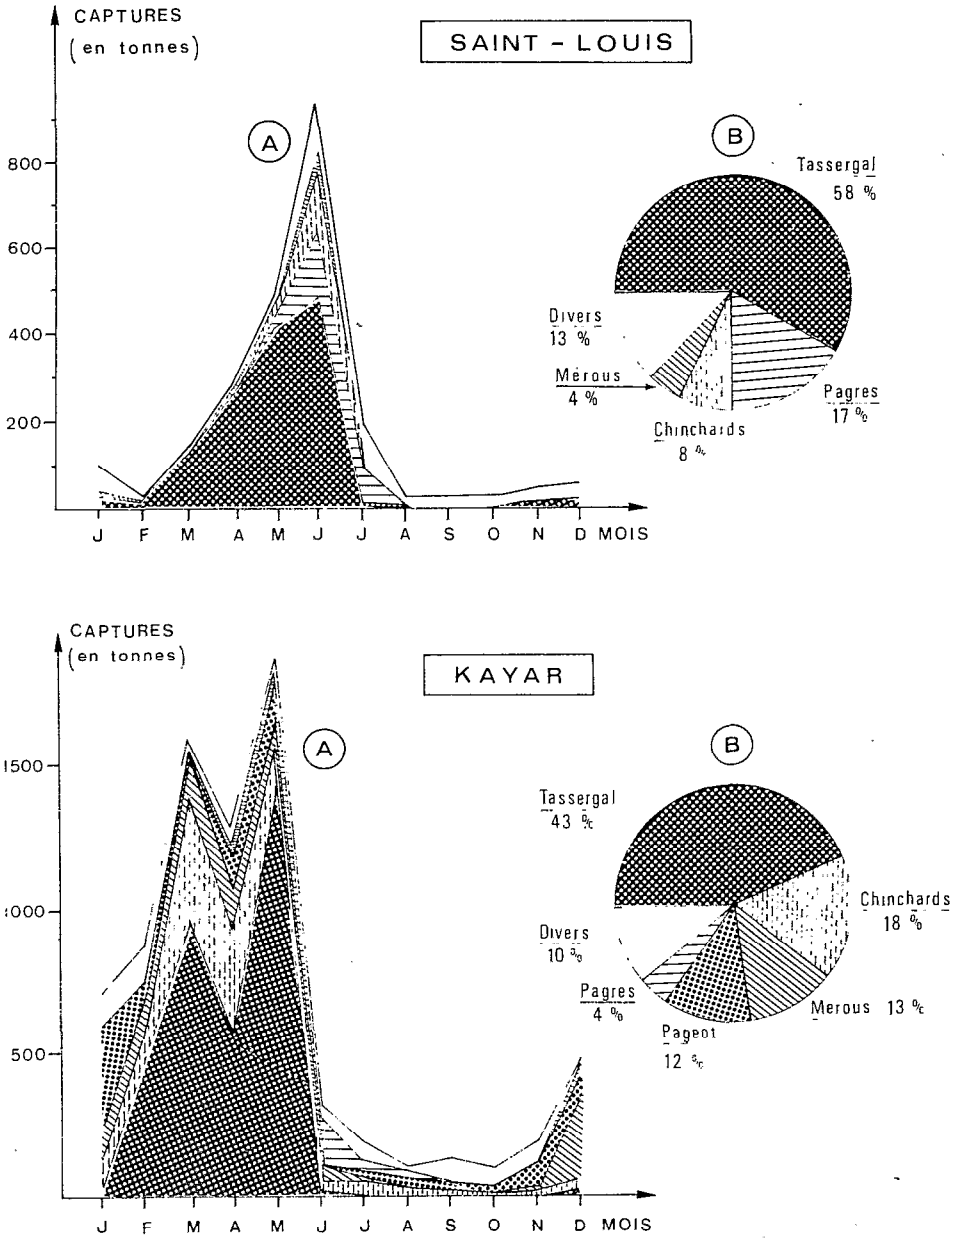 CAPTURES
(en tonnes)
SAINT - LOUIS
A
B
800
600
400
200
Tassergal
58 %
Divers
13 %
Mérous
4 %
Pagres
17 %
Chinchards
8 %
J F M A M J J A S O N D MOIS
CAPTURES
(en tonnes)
KAYAR
A
B
1500
1000
500
Tassergal
43 %
Chinchards
18 %
Divers
10 %
Pagres
4 %
Merous 13 %
Pageot
12 %
J F M A M J J A S O N D MOIS